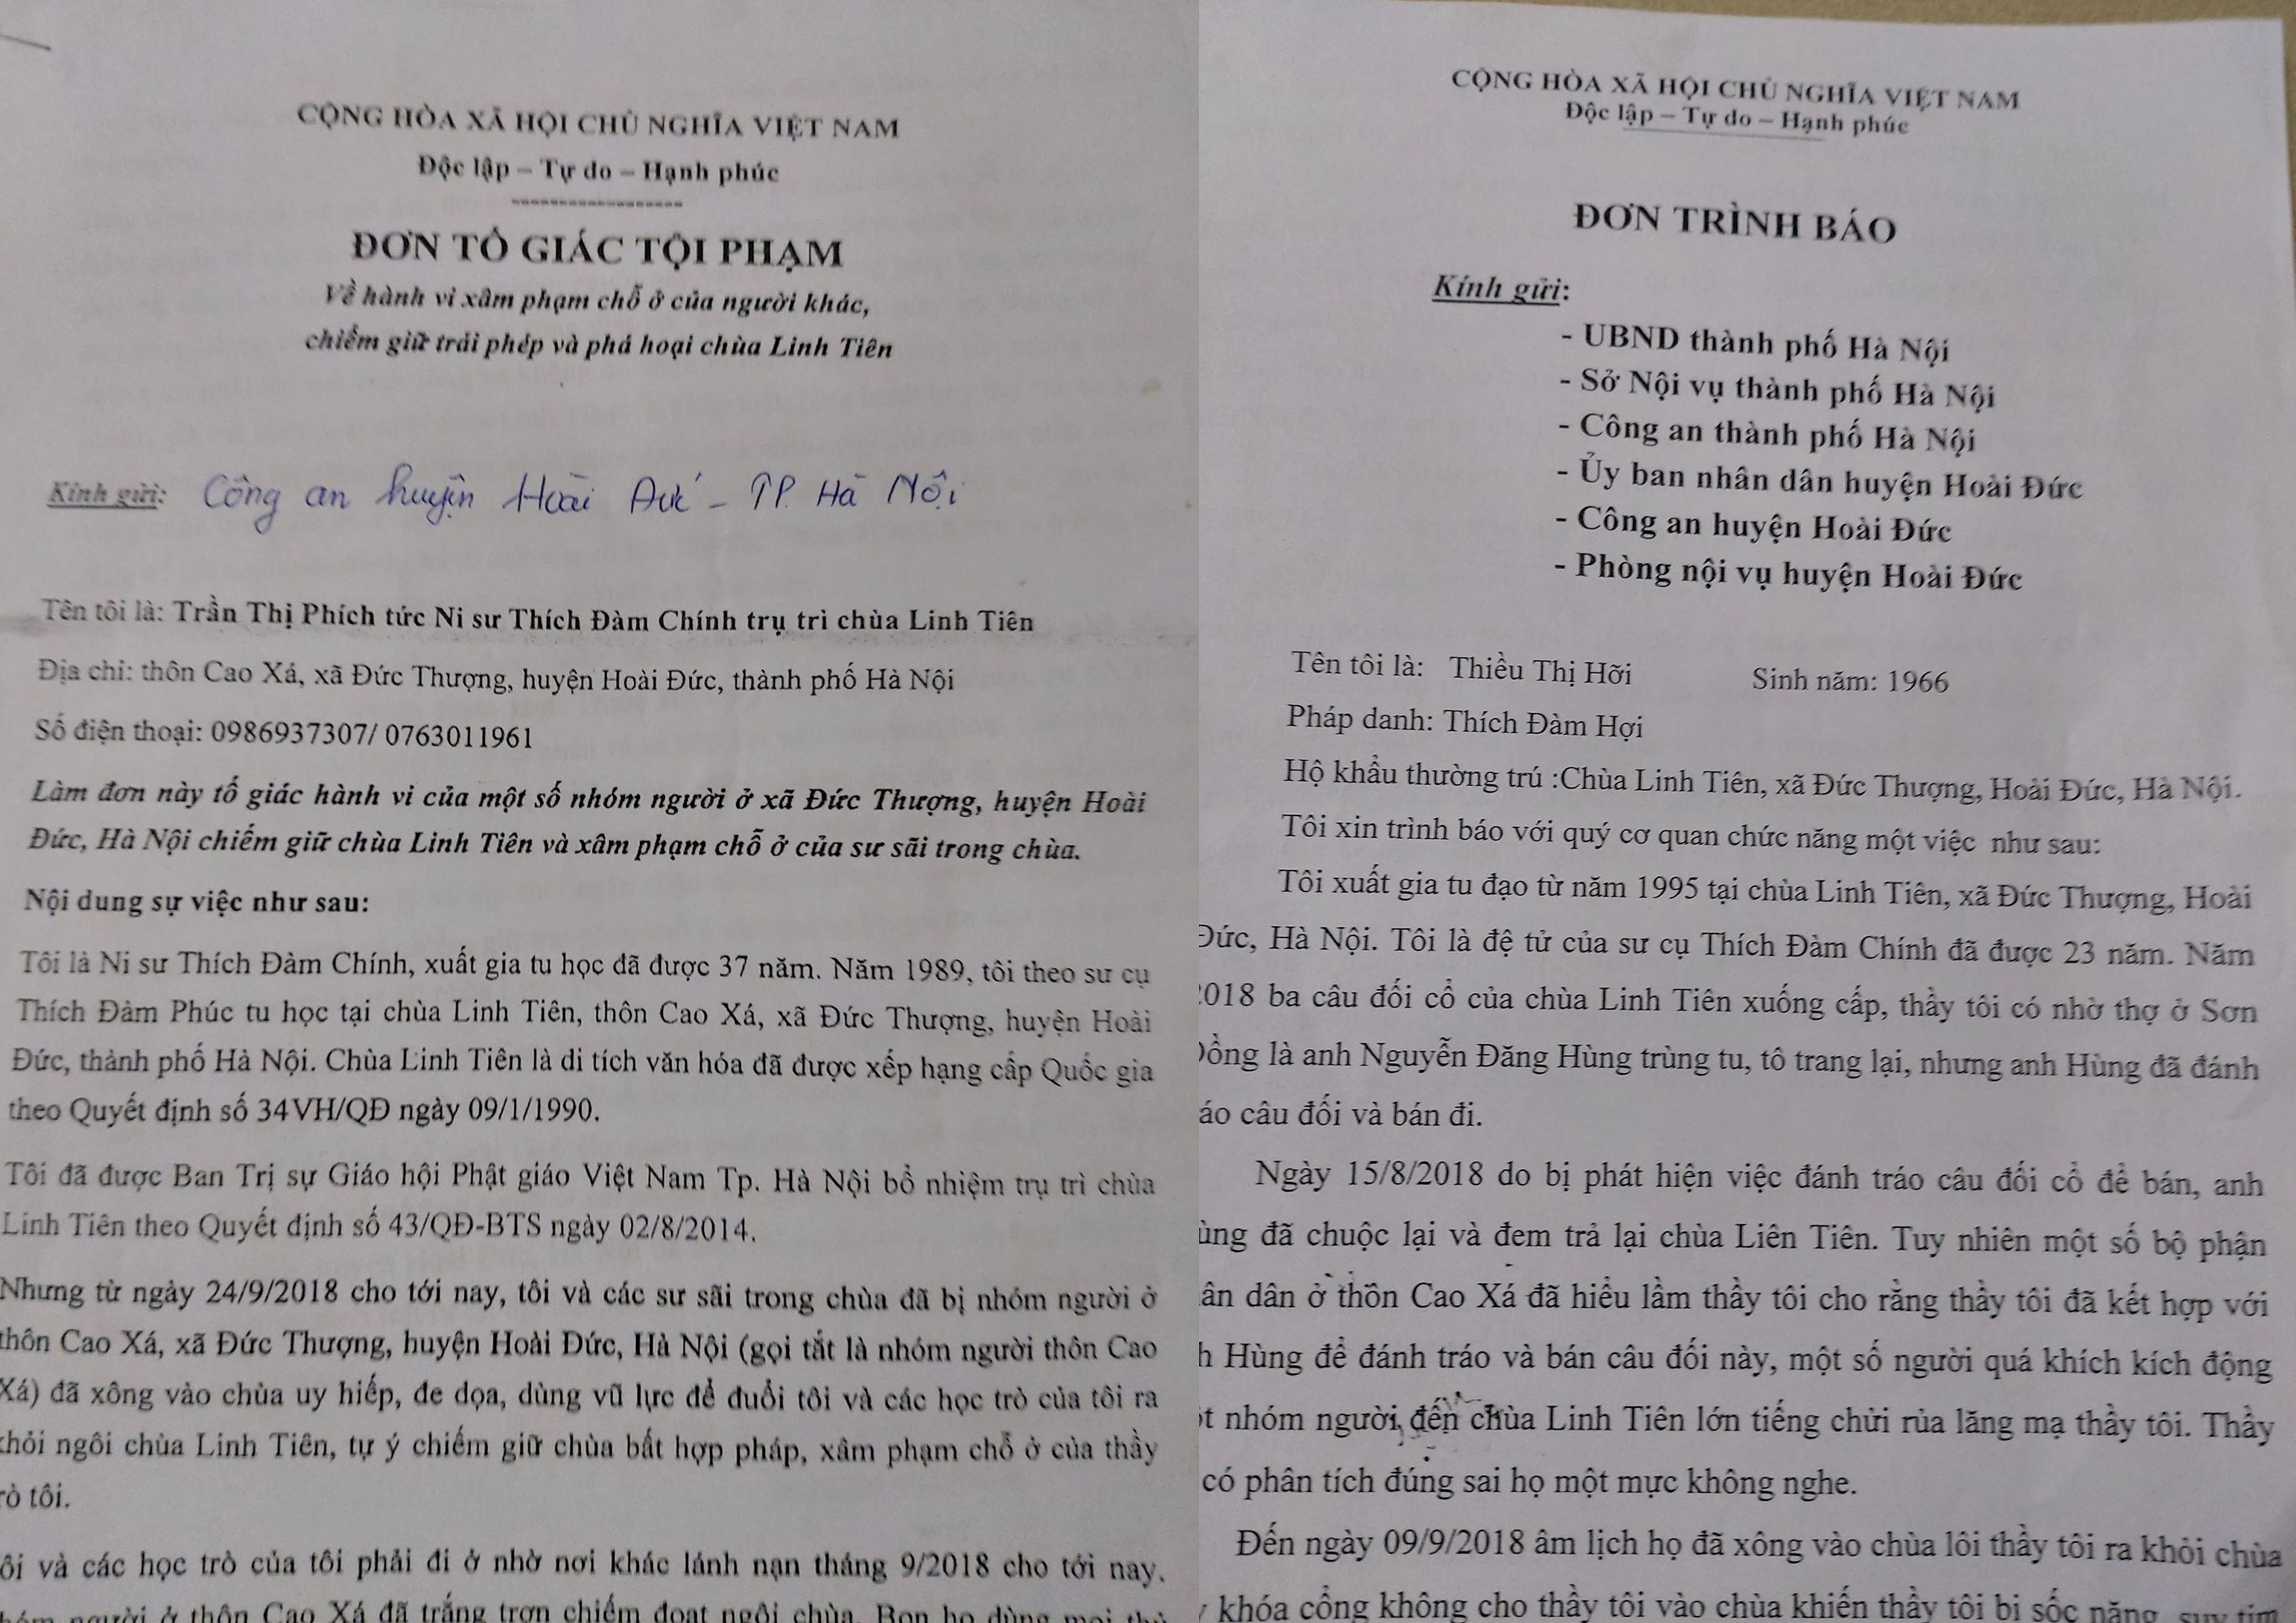 CỘNG HÒA XÃ HỘI CHỦ NGHĨA VIỆT NAM
Độc lập – Tự do – Hạnh phúc
------------------
ĐƠN TỐ GIÁC TỘI PHẠM
Về hành vi xâm phạm chỗ ở của người khác,
chiếm giữ trái phép và phá hoại chùa Linh Tiên
Kính gửi: Công an huyện Hoài Đức – TP. Hà Nội
Tên tôi là: Trần Thị Phích tức Ni sư Thích Đàm Chính trụ trì chùa Linh Tiên
Địa chỉ: thôn Cao Xá, xã Đức Thượng, huyện Hoài Đức, thành phố Hà Nội
Số điện thoại: 0986937307/ 0763011961
Làm đơn này tố giác hành vi của một số nhóm người ở xã Đức Thượng, huyện Hoài
Đức, Hà Nội chiếm giữ chùa Linh Tiên và xâm phạm chỗ ở của sư sãi trong chùa.
Nội dung sự việc như sau:
Tôi là Ni sư Thích Đàm Chính, xuất gia tu học đã được 37 năm. Năm 1989, tôi theo sư cụ
Thích Đàm Phúc tu học tại chùa Linh Tiên, thôn Cao Xá, xã Đức Thượng, huyện Hoài
Đức, thành phố Hà Nội. Chùa Linh Tiên là di tích văn hóa đã được xếp hạng cấp Quốc gia
theo Quyết định số 34VH/QĐ ngày 09/1/1990.
Tôi đã được Ban Trị sự Giáo hội Phật giáo Việt Nam Tp. Hà Nội bổ nhiệm trụ trì chùa
Linh Tiên theo Quyết định số 43/QĐ-BTS ngày 02/8/2014.
Nhưng từ ngày 24/9/2018 cho tới nay, tôi và các sư sãi trong chùa đã bị nhóm người ở
thôn Cao Xá, xã Đức Thượng, huyện Hoài Đức, Hà Nội (gọi tắt là nhóm người thôn Cao
Xá) đã xông vào chùa uy hiếp, đe dọa, dùng vũ lực để đuổi tôi và các học trò của tôi ra
khỏi ngôi chùa Linh Tiên, tự ý chiếm giữ chùa bất hợp pháp, xâm phạm chỗ ở của thầy
rò tôi.
ôi và các học trò của tôi phải đi ở nhờ nơi khác lánh nạn tháng 9/2018 cho tới nay.
người ở thôn Cao Xá đã trắng trợn chiếm đoạt ngôi chùa. Bọn họ dùng mọi
CỘNG HÒA XÃ HỘI CHỦ NGHĨA VIỆT NAM
Độc lập – Tự do – Hạnh phúc
ĐƠN TRÌNH BÁO
Kính gửi:
- UBND thành phố Hà Nội
- Sở Nội vụ thành phố Hà Nội
- Công an thành phố Hà Nội
- Ủy ban nhân dân huyện Hoài Đức
- Công an huyện Hoài Đức
- Phòng nội vụ huyện Hoài Đức
Tên tôi là: Thiều Thị Hỡi Sinh năm: 1966
Pháp danh: Thích Đàm Hợi
Hộ khẩu thường trú :Chùa Linh Tiên, xã Đức Thượng, Hoài Đức, Hà Nội.
Tôi xin trình báo với quý cơ quan chức năng một việc như sau:
Tôi xuất gia tu đạo từ năm 1995 tại chùa Linh Tiên, xã Đức Thượng, Hoài
Đức, Hà Nội. Tôi là đệ tử của sư cụ Thích Đàm Chính đã được 23 năm. Năm
2018 ba câu đối cổ của chùa Linh Tiên xuống cấp, thầy tôi có nhờ thợ ở Sơn
Đồng là anh Nguyễn Đăng Hùng trùng tu, tô trang lại, nhưng anh Hùng đã đánh
áo câu đối và bán đi.
Ngày 15/8/2018 do bị phát hiện việc đánh tráo câu đối cổ để bán, anh
ùng đã chuộc lại và đem trả lại chùa Liên Tiên. Tuy nhiên một số bộ phận
ân dân ở thôn Cao Xá đã hiểu lầm thầy tôi cho rằng thầy tôi đã kết hợp với
h Hùng để đánh tráo và bán câu đối này, một số người quá khích kích động
ột nhóm người đến chùa Linh Tiên lớn tiếng chửi rủa lăng mạ thầy tôi. Thầy
có phân tích đúng sai họ một mực không nghe.
Đến ngày 09/9/2018 âm lịch họ đã xông vào chùa lôi thầy tôi ra khỏi chùa
khóa cổng không cho thầy tôi vào chùa khiến thầy tôi bị sốc nặng, suy tim